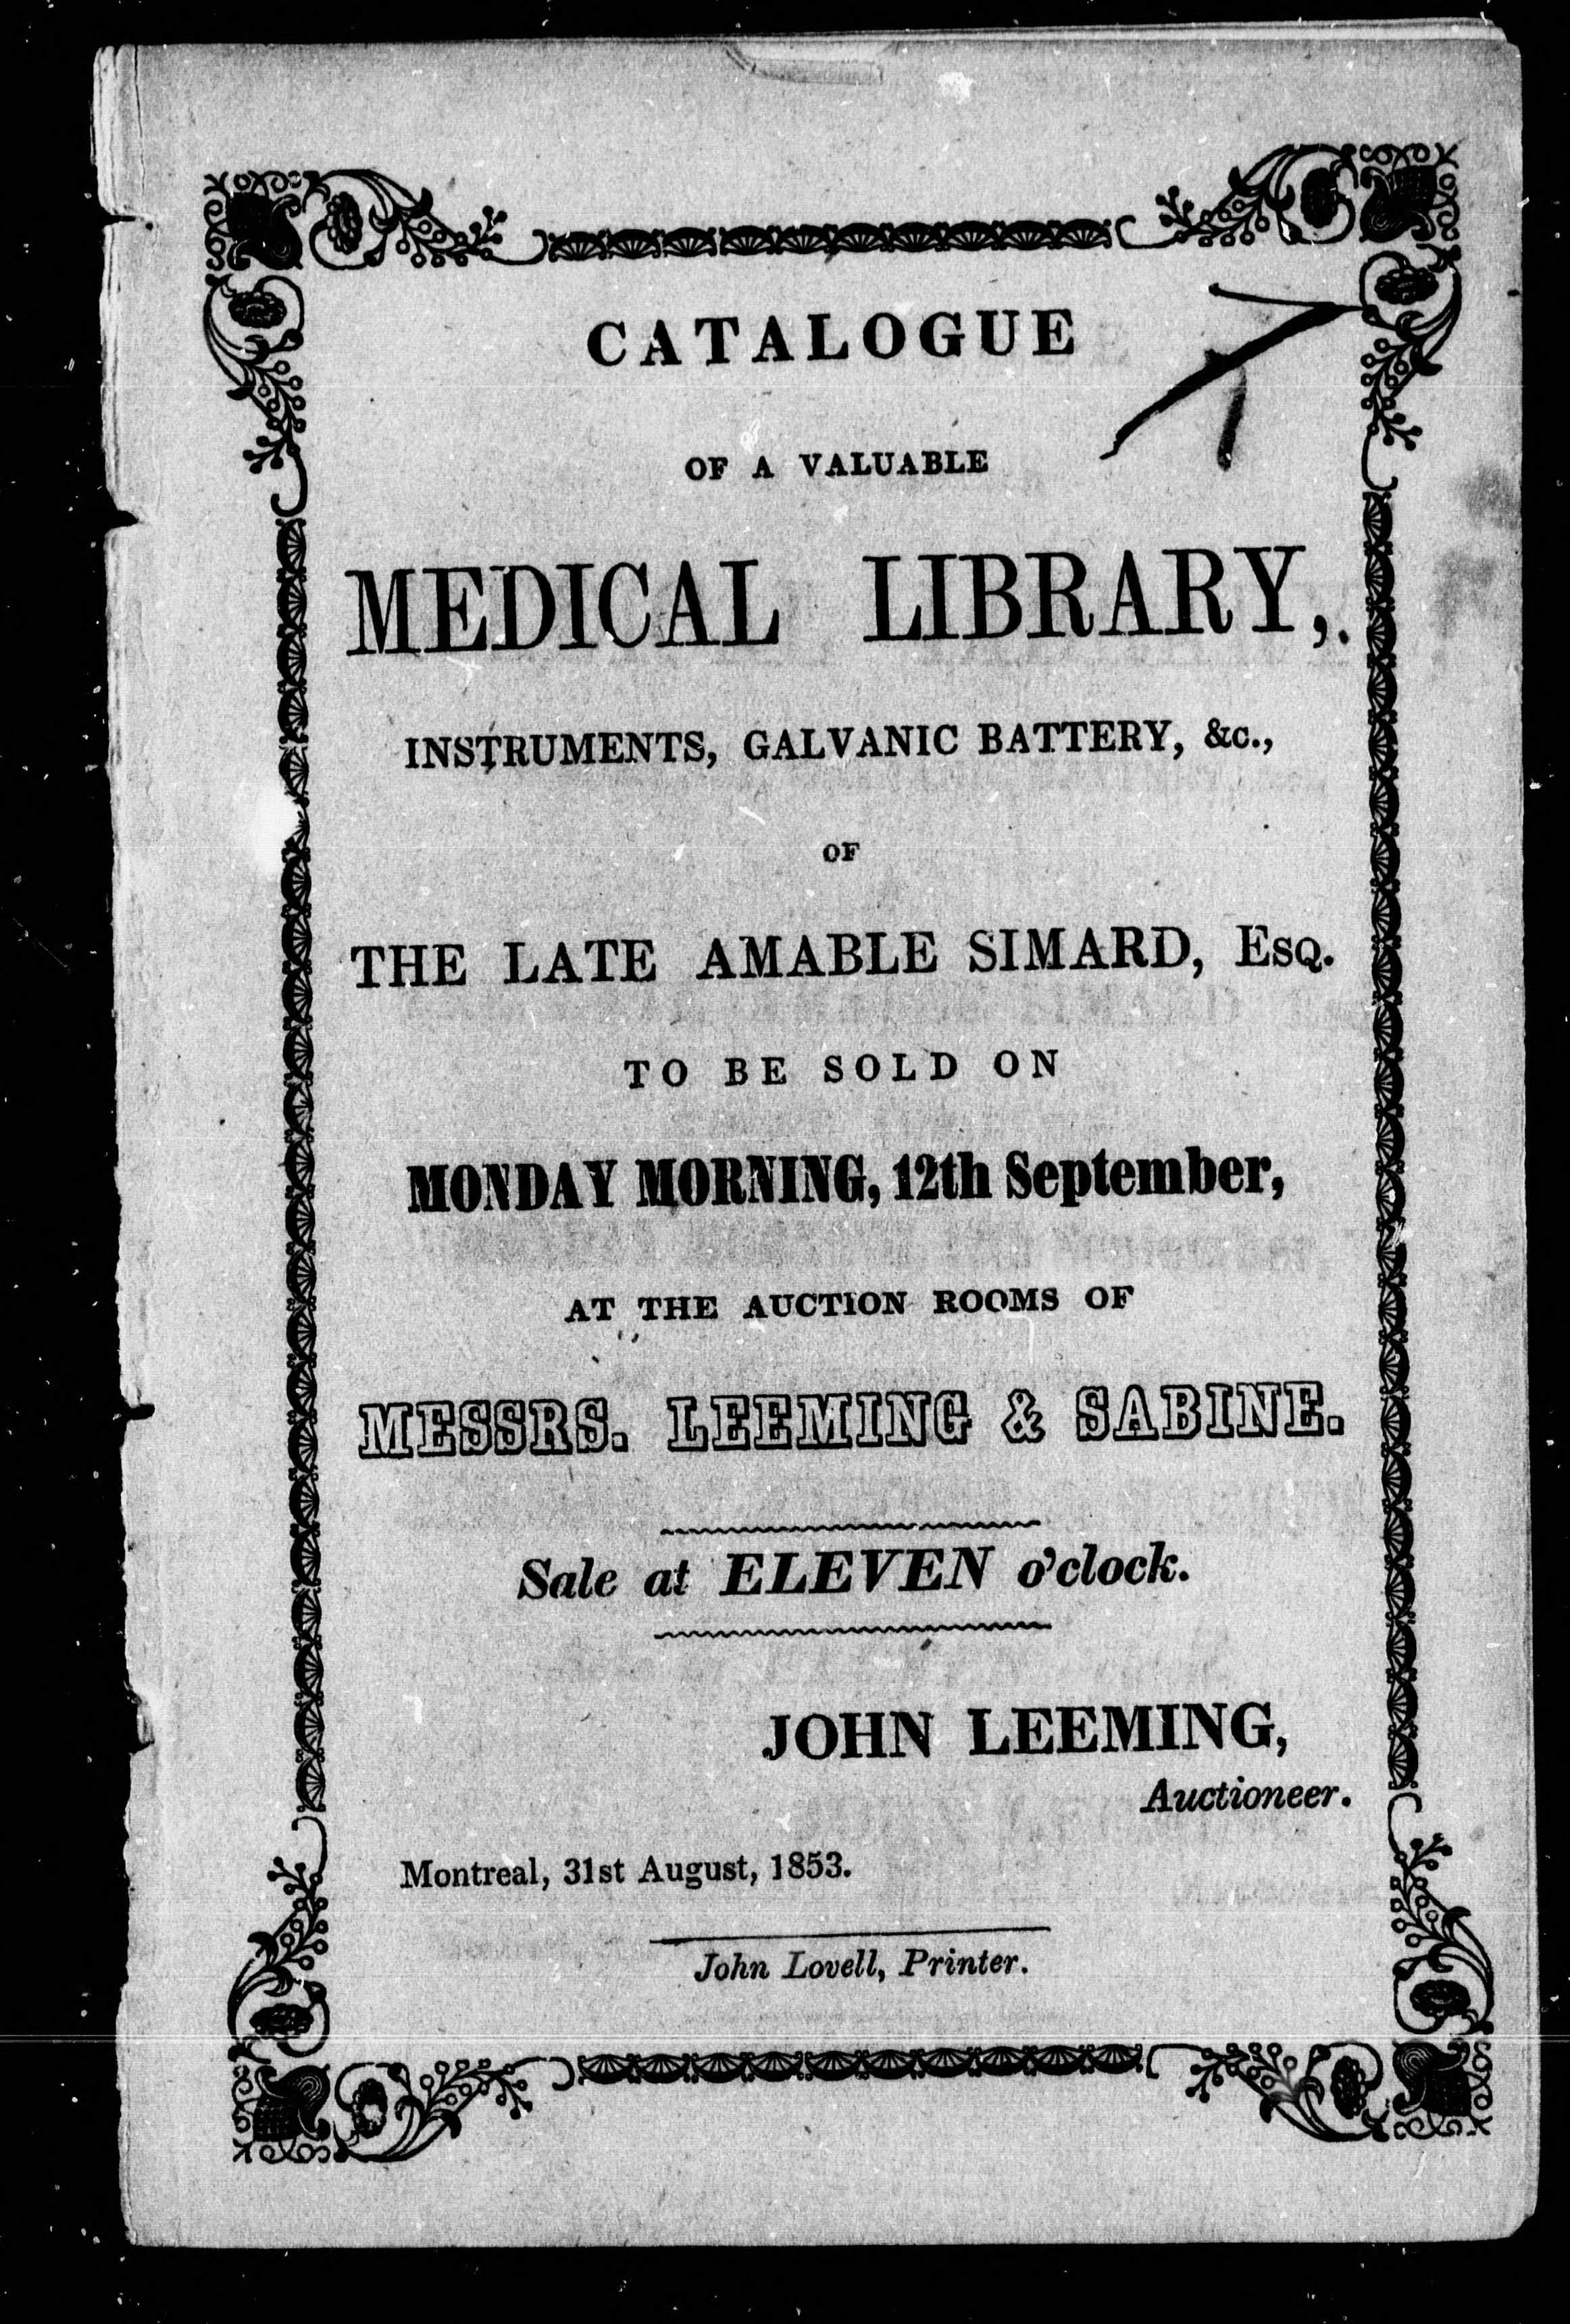 CATALOGUE
OF A VALUABLE
MEDICAL LIBRARY,
INSTRUMENTS, GALVANIC BATTERY, &c.,
OF
THE LATE AMABLE SIMARD, Esq.
TO BE SOLD ON
MONDAY MORNING, 12th September,
AT THE AUCTION ROOMS OF
MESSRS. LEEMING & SABINE.
Sale at ELEVEN o'clock.
JOHN LEEMING,
Auctioneer.
Montreal, 31st August, 1853.
John Lovell, Printer.